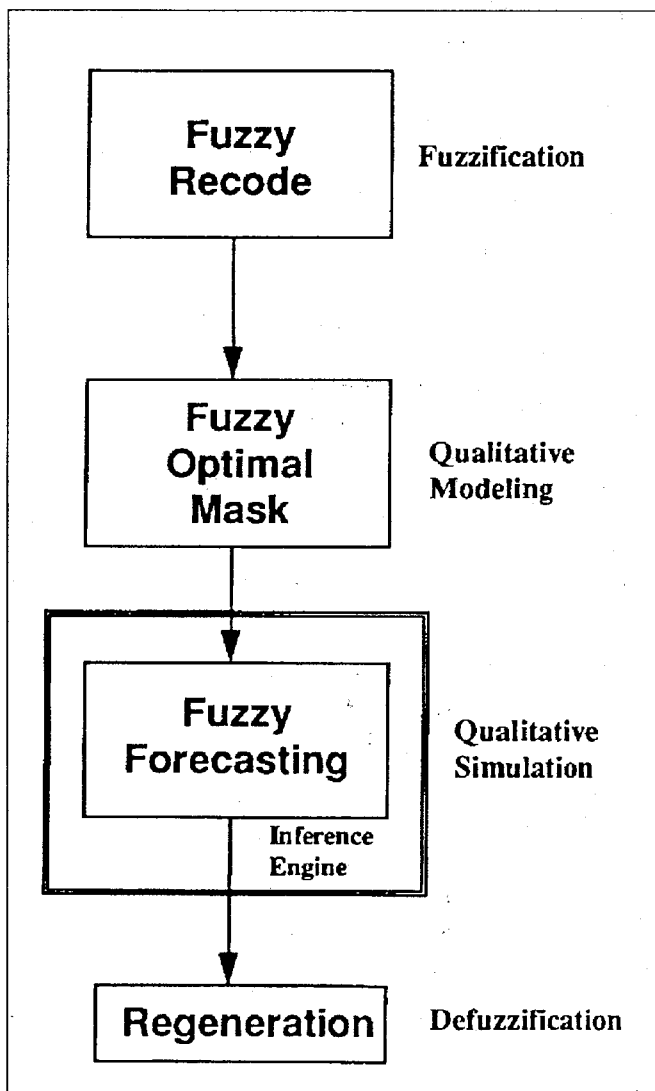 Fuzzy
Recode
Fuzzification
Fuzzy
Optimal
Mask
Qualitative
Modeling
Fuzzy
Forecasting
Inference
Engine
Qualitative
Simulation
Regeneration
Defuzzification